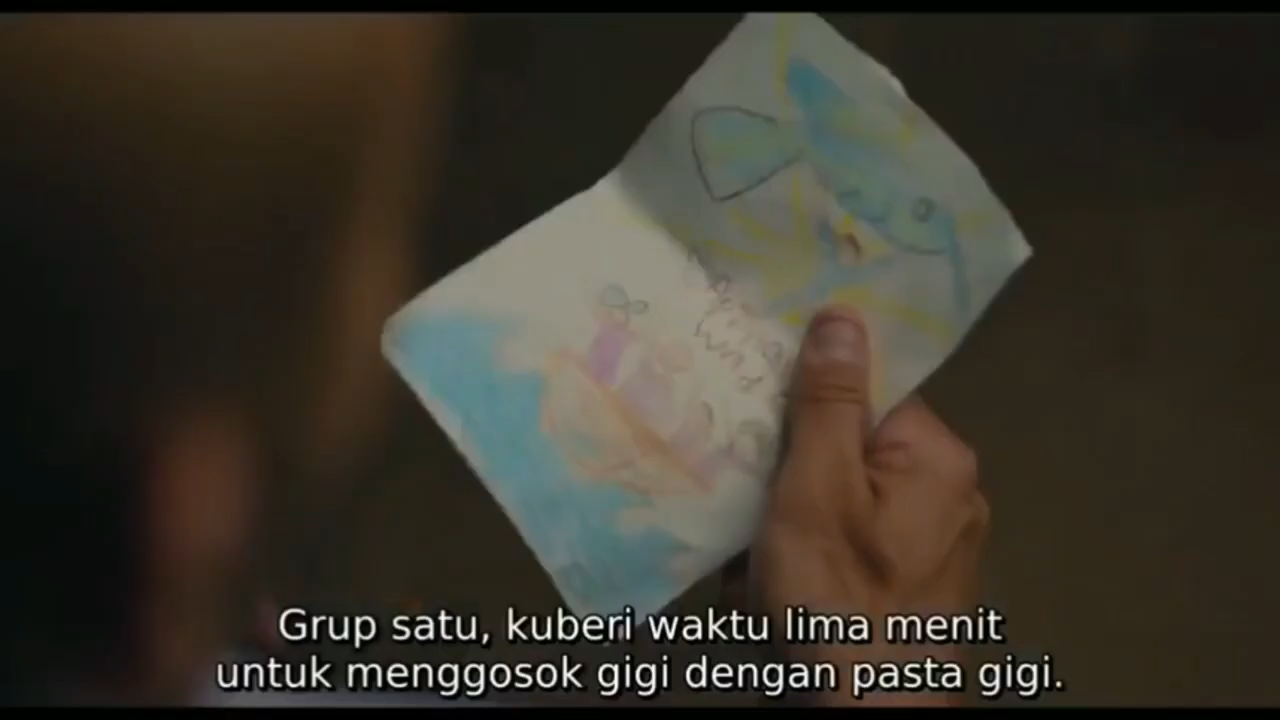 Grup satu, kuberi waktu lima menit
untuk menggosok gigi dengan pasta gigi.